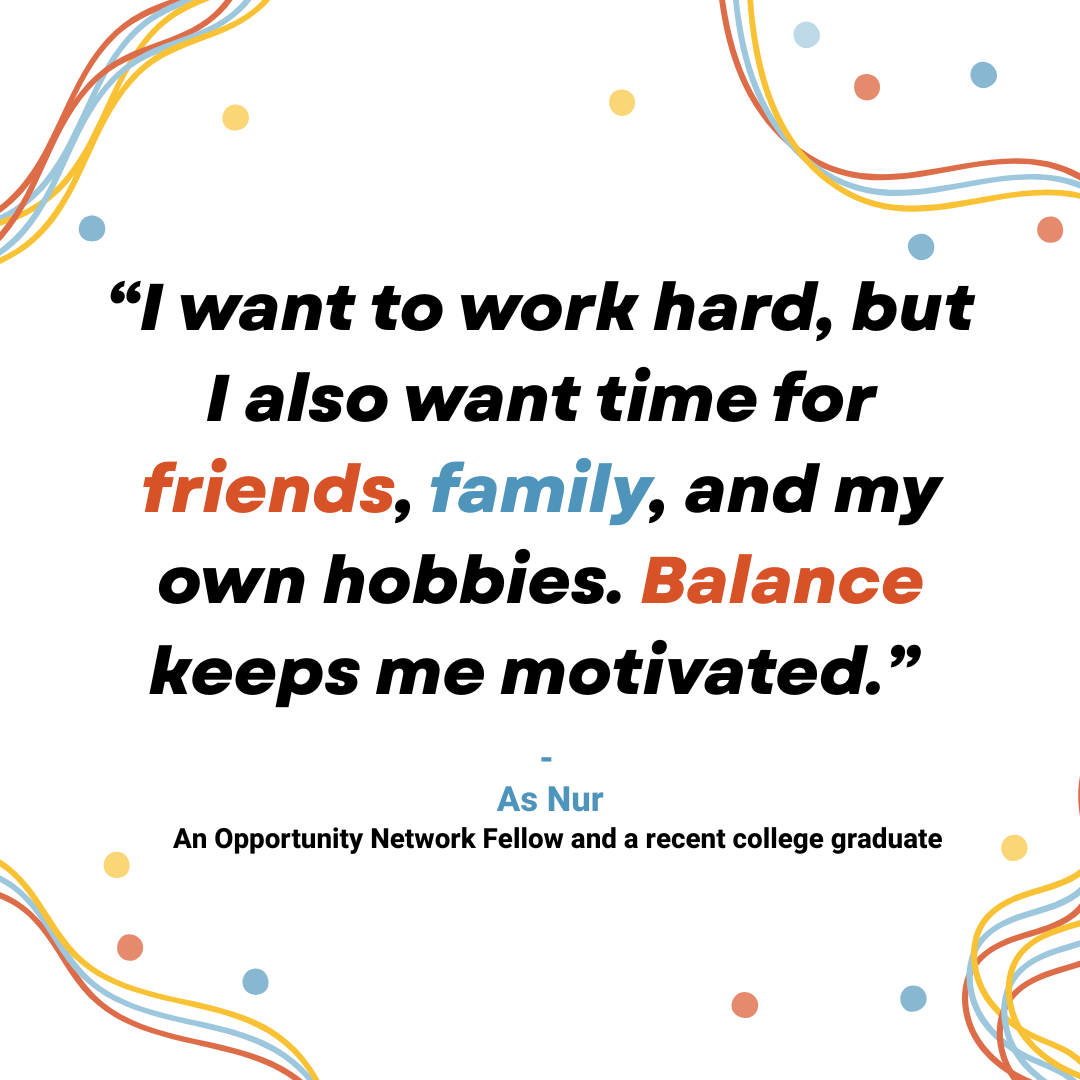 “I want to work hard, but
I also want time for
friends, family, and my
own hobbies. Balance
keeps me motivated.”
-
As Nur
An Opportunity Network Fellow and a recent college graduate